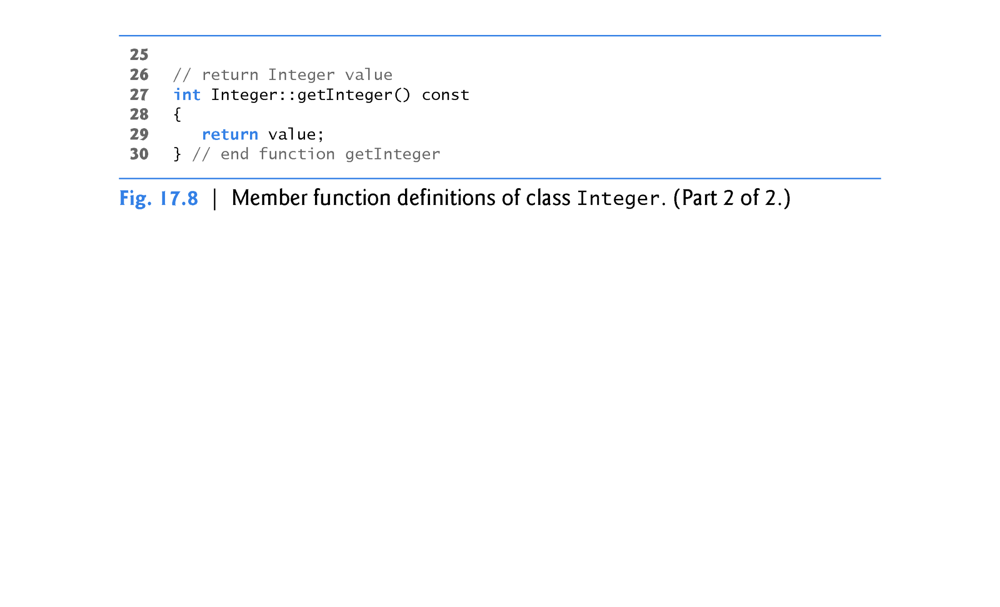 25
26 // return Integer value
27 int Integer::getInteger() const
28 {
29    return value;
30 } // end function getInteger
Fig. 17.8 | Member function definitions of class Integer. (Part 2 of 2.)